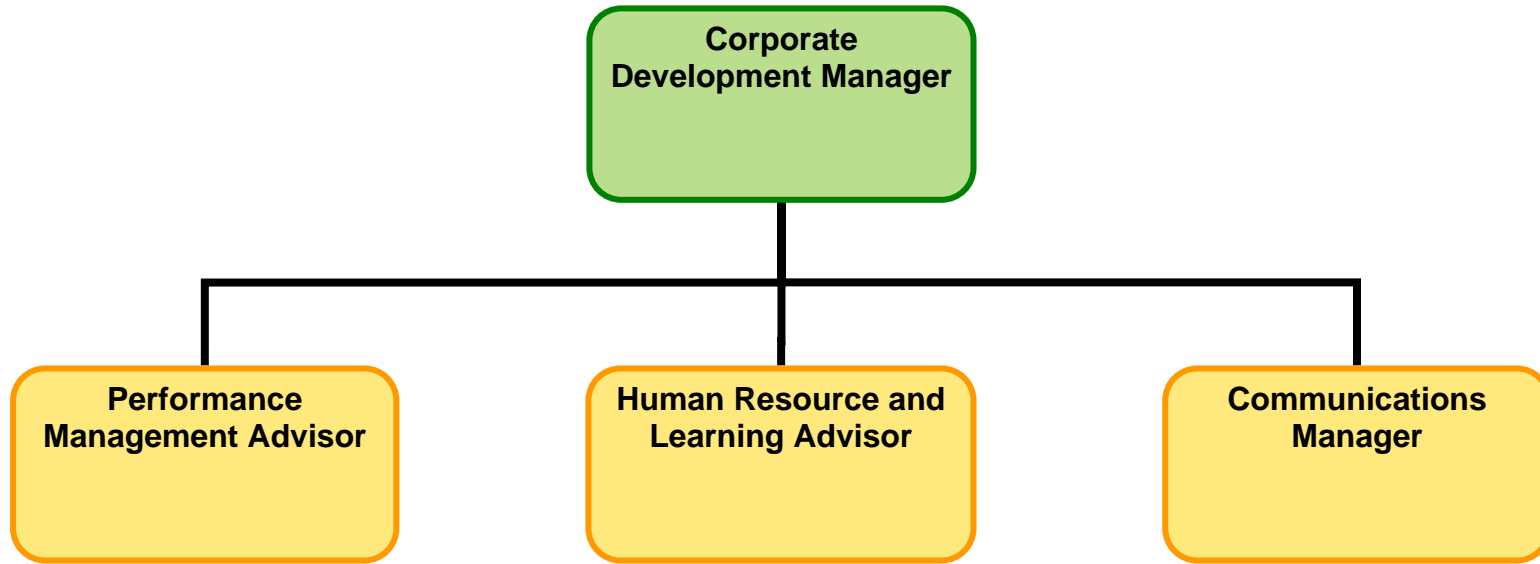 Corporate
Development Manager
Performance
Management Advisor
Human Resource and
Learning Advisor
Communications
Manager